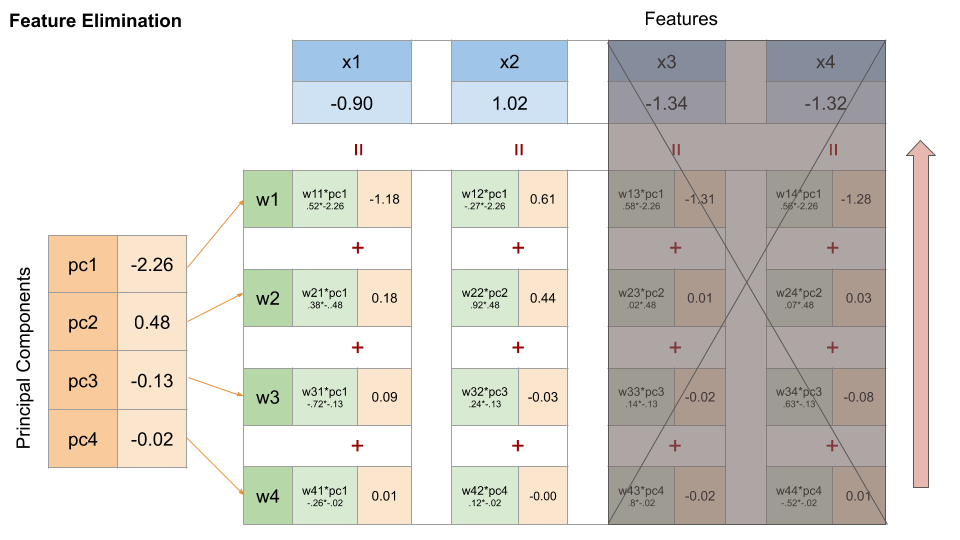 Feature Elimination
Features
x1 x2 x3 x4
-0.90 1.02 -1.34 -1.32
= = = =
w1 w11*pc1 -1.18 w12*pc1 0.61 w13*pc1 -1.31 w14*pc1 -1.28
.52*-2.26 -.27*-2.26 .58*-2.26 .56*-2.26
+ + + +
w2 w21*pc1 0.18 w22*pc2 0.44 w23*pc2 0.01 w24*pc2 0.03
.38*-.48 .92*.48 .02*.48 .07*.48
+ + + +
w3 w31*pc1 0.09 w32*pc3 -0.03 w33*pc3 -0.02 w34*pc3 -0.08
-.72*-.13 .24*-.13 .14*-.13 .63*-.13
+ + + +
w4 w41*pc1 0.01 w42*pc4 -0.00 w43*pc4 -0.02 w44*pc4 0.01
-.26*-.02 .12*-.02 .8*-.02 -.52*-.02
Principal Components
pc1 -2.26
pc2 0.48
pc3 -0.13
pc4 -0.02